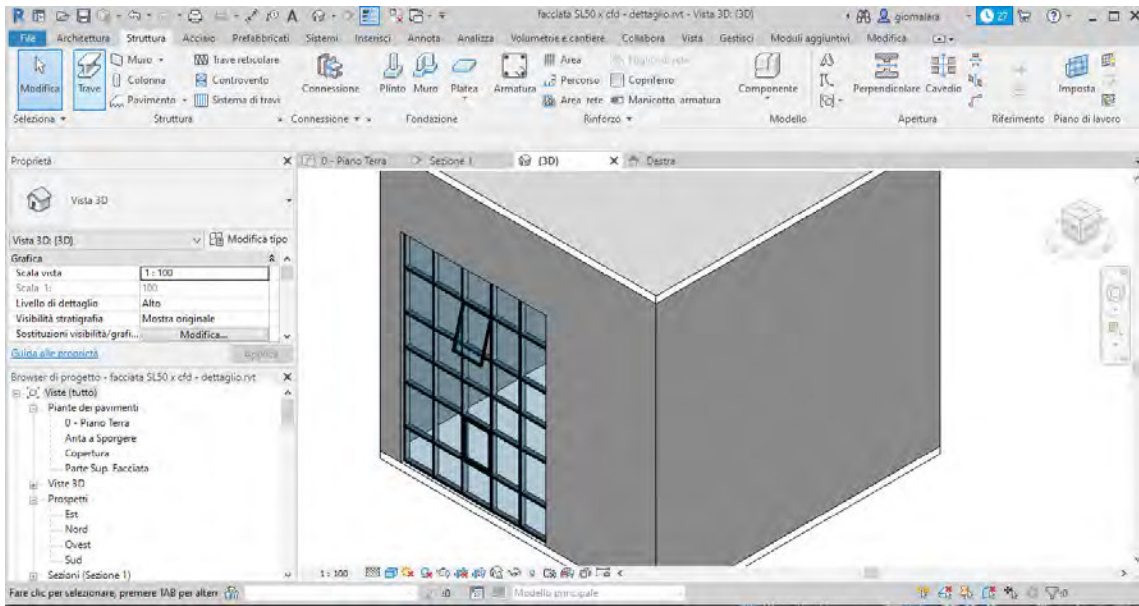 facciata SL50 x cfd - dettaglio.rvt - Vista 3D: {3D}
giomalara
27
File Architettura Struttura Acciaio Prefabbricati Sistemi Inserisci Annota Analizza Volumetrie e cantiere Collabora Vista Gestisci Moduli aggiuntivi Modifica
Modifica
Trave
Muro
Trave reticolare
Colonna
Controvento
Pavimento
Sistema di travi
Connessione
Plinto Muro Platea
Armatura
Area
Percorso
Copriferro
Area rete
Manicotto armatura
Componente
Perpendicolare Cavedio
Imposta
Seleziona Struttura Connessione Fondazione Rinforzo Modello Apertura Riferimento Piano di lavoro
Proprietà
0 - Piano Terra Sezione 1 {3D} Destra
Vista 3D
Vista 3D: {3D} Modifica tipo
Grafica
Scala vista 1 : 100
Scala 1: 100
Livello di dettaglio Alto
Visibilità stratigrafia Mostra originale
Sostituzioni visibilità/grafi... Modifica...
Guida alle proprietà Applica
Browser di progetto - facciata SL50 x cfd - dettaglio.rvt
Viste (tutto)
Piante dei pavimenti
0 - Piano Terra
Anta a Sporgere
Copertura
Parte Sup. Facciata
Viste 3D
Prospetti
Est
Nord
Ovest
Sud
Sezioni (Sezione 1)
1 : 100
Fare clic per selezionare, premere TAB per altern
:0
Modello principale
:0